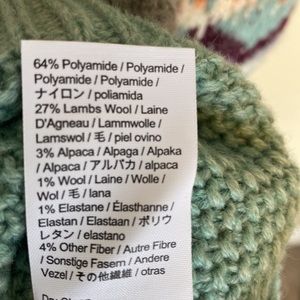 64% Polyamide / Polyamide /
Polyamide / Polyamide /
ナイロン / poliamida
27% Lambs Wool / Laine
D'Agneau / Lammwolle /
Lamswol / 毛 / piel ovino
3% Alpaca / Alpaga / Alpaka
/ Alpaca / アルパカ / alpaca
1% Wool / Laine / Wolle /
Wol / 毛 / lana
1% Elastane / Élasthanne /
Elastan / Elastaan / ポリウ
レタン / elastano
4% Other Fiber / Autre Fibre
/ Sonstige Fasern / Andere
Vezel / その他繊維 / otras